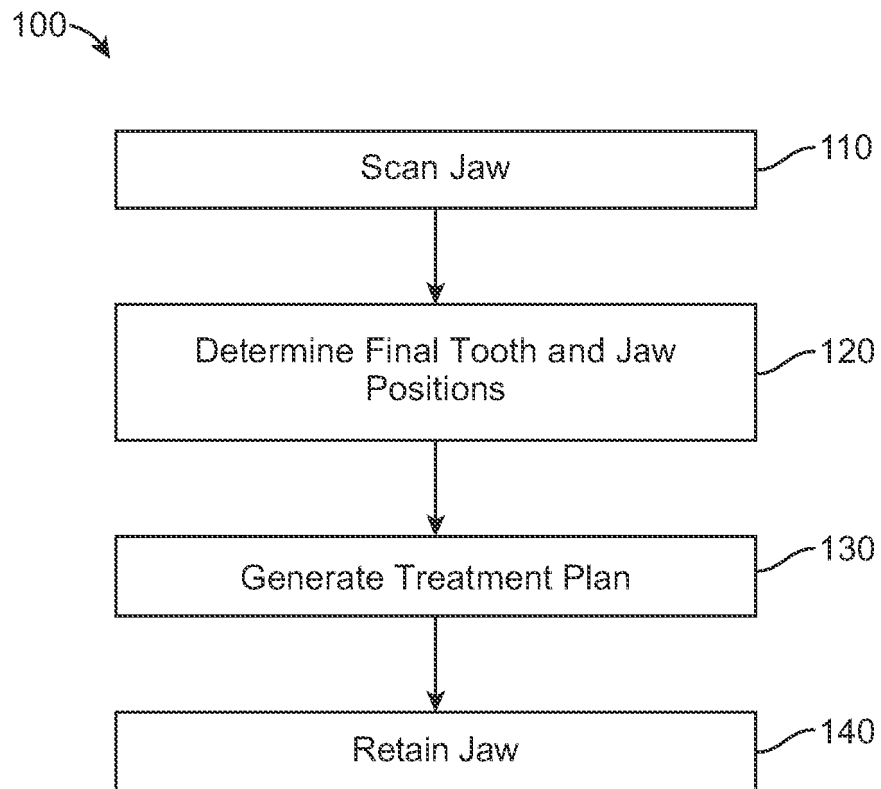 100
Scan Jaw
110
Determine Final Tooth and Jaw
Positions
120
Generate Treatment Plan
130
Retain Jaw
140